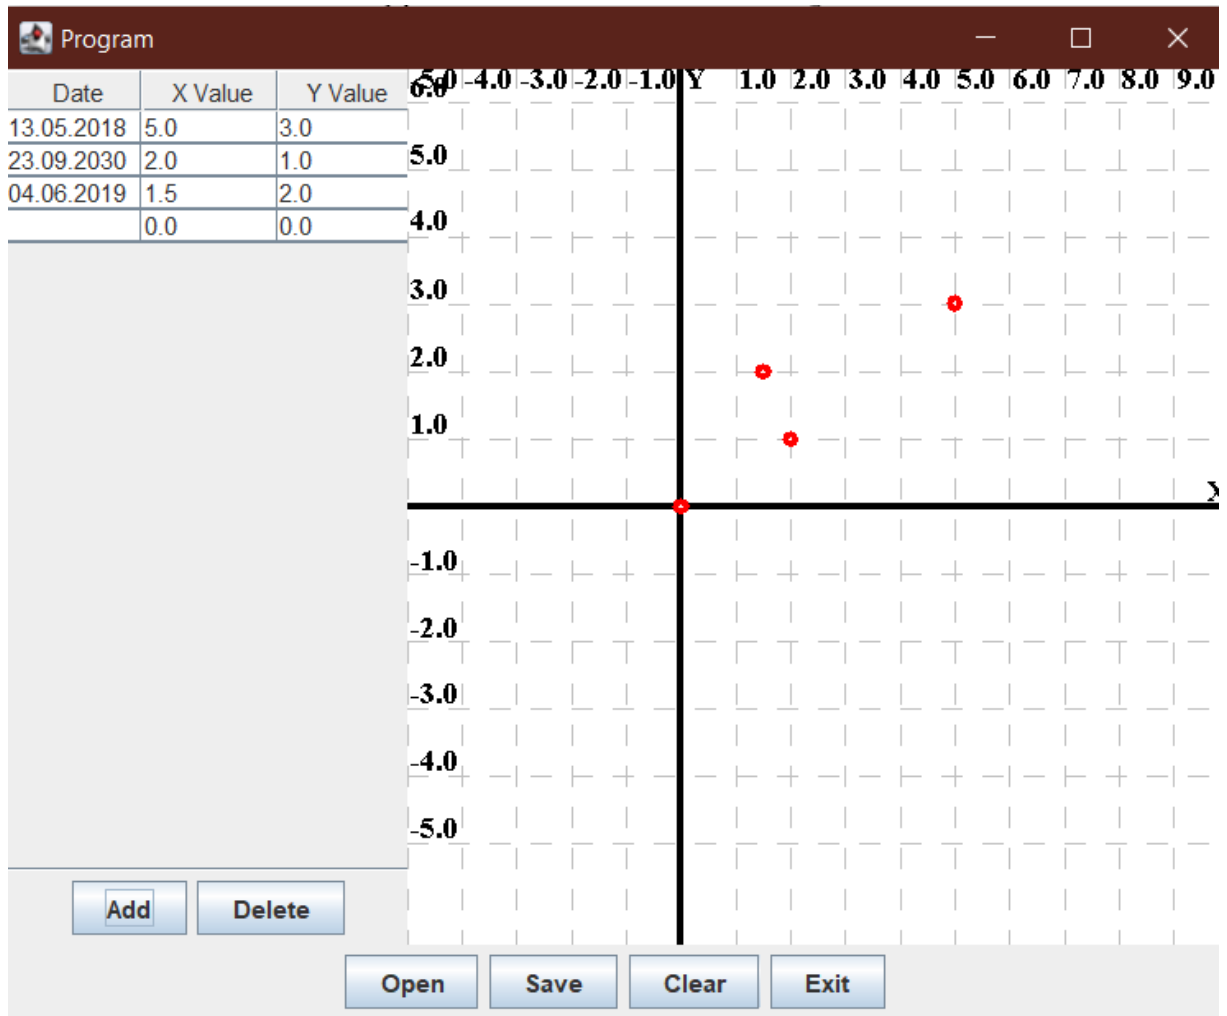 Program
Date X Value Y Value
13.05.2018 5.0 3.0
23.09.2030 2.0 1.0
04.06.2019 1.5 2.0
0.0 0.0
-5.0 -4.0 -3.0 -2.0 -1.0 Y 1.0 2.0 3.0 4.0 5.0 6.0 7.0 8.0 9.0
6.0
5.0
4.0
3.0
2.0
1.0
X
-1.0
-2.0
-3.0
-4.0
-5.0
Add Delete
Open Save Clear Exit